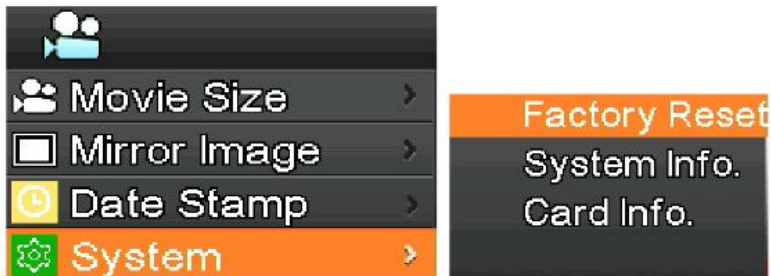 Movie Size
Mirror Image
Date Stamp
System
Factory Reset
System Info.
Card Info.